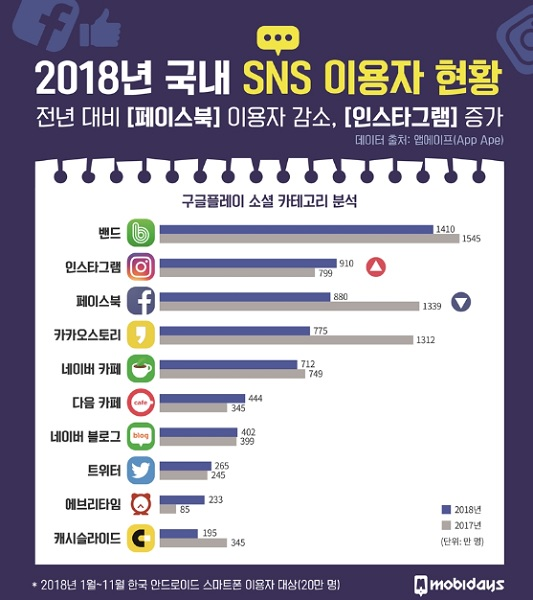 2018년 국내 SNS 이용자 현황
전년 대비 [페이스북] 이용자 감소, [인스타그램] 증가
데이터 출처: 앱에이프(App Ape)
구글플레이 소셜 카테고리 분석
밴드 1410
1545
인스타그램 910
799
페이스북 880
1339
카카오스토리 775
1312
네이버 카페 712
749
다음 카페 cafe 444
345
네이버 블로그 blog 402
399
트위터 265
245
에브리타임 233
85
캐시슬라이드 195
345
2018년
2017년
(단위: 만 명)
* 2018년 1월~11월 한국 안드로이드 스마트폰 이용자 대상(20만 명)
mobidays